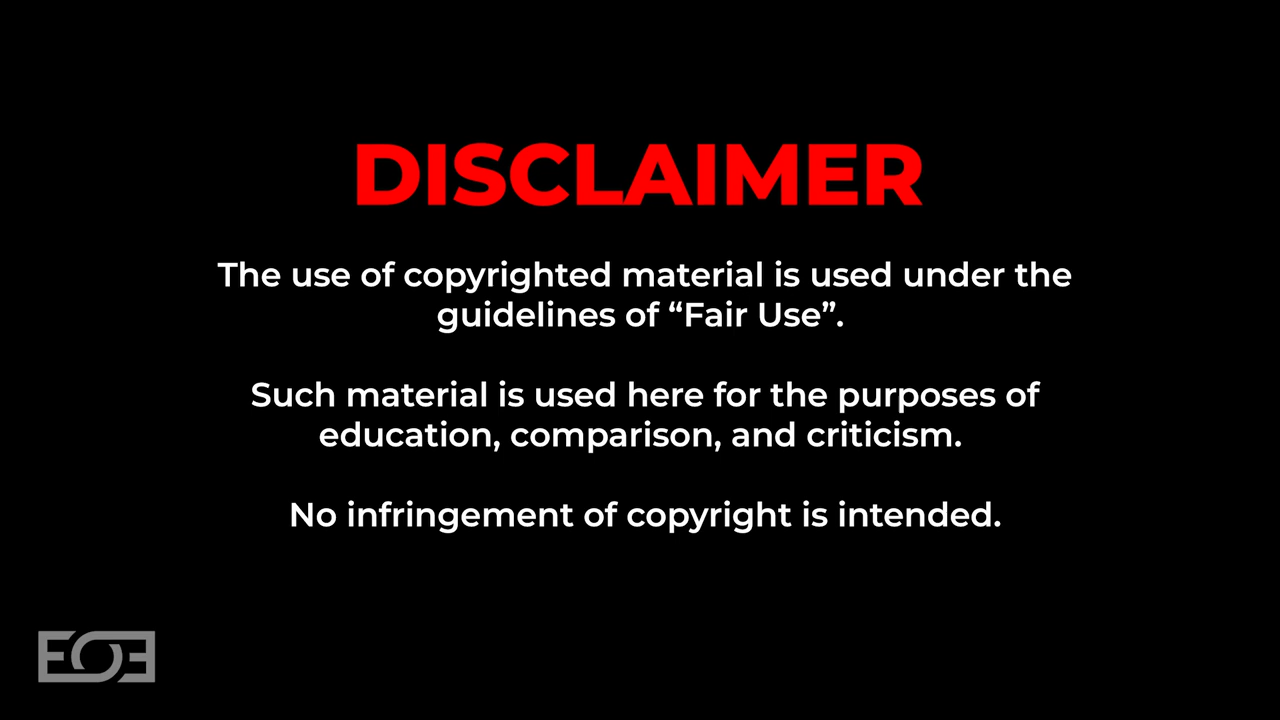 DISCLAIMER
The use of copyrighted material is used under the
guidelines of “Fair Use”.
Such material is used here for the purposes of
education, comparison, and criticism.
No infringement of copyright is intended.
EOE